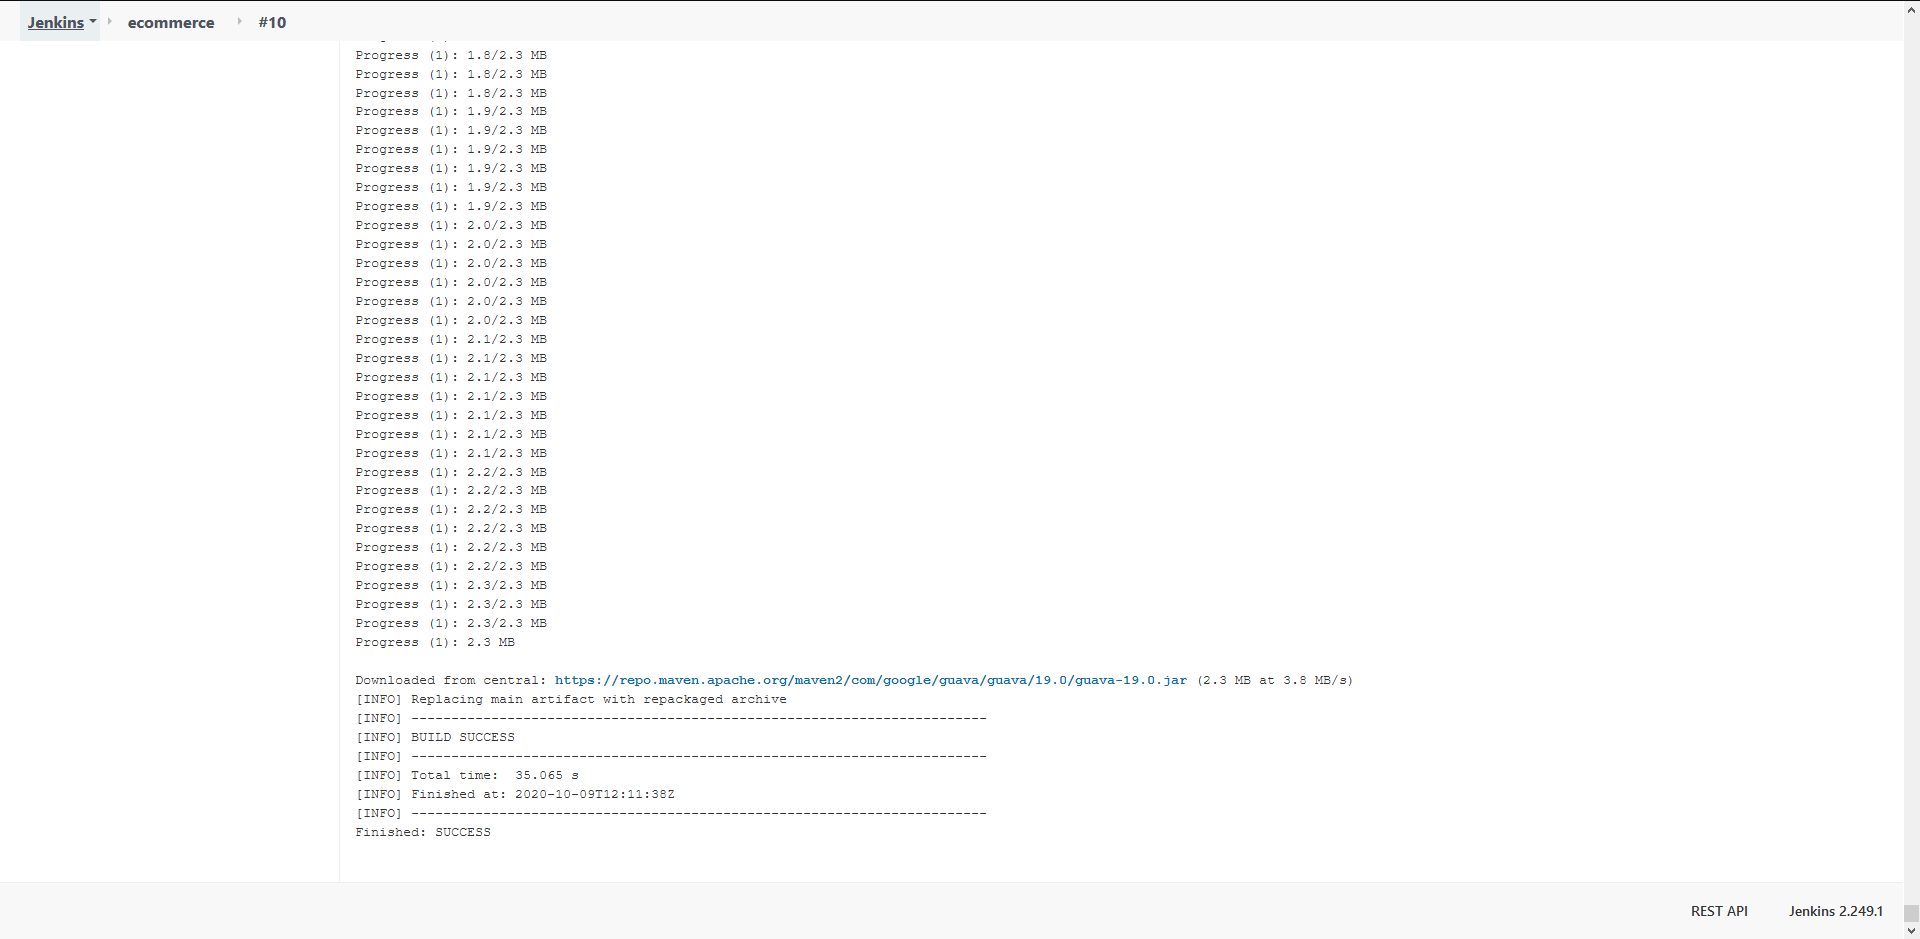 Jenkins ecommerce #10
Progress (1): 1.8/2.3 MB
Progress (1): 1.8/2.3 MB
Progress (1): 1.8/2.3 MB
Progress (1): 1.9/2.3 MB
Progress (1): 1.9/2.3 MB
Progress (1): 1.9/2.3 MB
Progress (1): 1.9/2.3 MB
Progress (1): 1.9/2.3 MB
Progress (1): 1.9/2.3 MB
Progress (1): 2.0/2.3 MB
Progress (1): 2.0/2.3 MB
Progress (1): 2.0/2.3 MB
Progress (1): 2.0/2.3 MB
Progress (1): 2.0/2.3 MB
Progress (1): 2.0/2.3 MB
Progress (1): 2.1/2.3 MB
Progress (1): 2.1/2.3 MB
Progress (1): 2.1/2.3 MB
Progress (1): 2.1/2.3 MB
Progress (1): 2.1/2.3 MB
Progress (1): 2.1/2.3 MB
Progress (1): 2.1/2.3 MB
Progress (1): 2.2/2.3 MB
Progress (1): 2.2/2.3 MB
Progress (1): 2.2/2.3 MB
Progress (1): 2.2/2.3 MB
Progress (1): 2.2/2.3 MB
Progress (1): 2.2/2.3 MB
Progress (1): 2.3/2.3 MB
Progress (1): 2.3/2.3 MB
Progress (1): 2.3/2.3 MB
Progress (1): 2.3 MB
Downloaded from central: https://repo.maven.apache.org/maven2/com/google/guava/guava/19.0/guava-19.0.jar (2.3 MB at 3.8 MB/s)
[INFO] Replacing main artifact with repackaged archive
[INFO] ------------------------------------------------------------------------
[INFO] BUILD SUCCESS
[INFO] ------------------------------------------------------------------------
[INFO] Total time:  35.065 s
[INFO] Finished at: 2020-10-09T12:11:38Z
[INFO] ------------------------------------------------------------------------
Finished: SUCCESS
REST API Jenkins 2.249.1